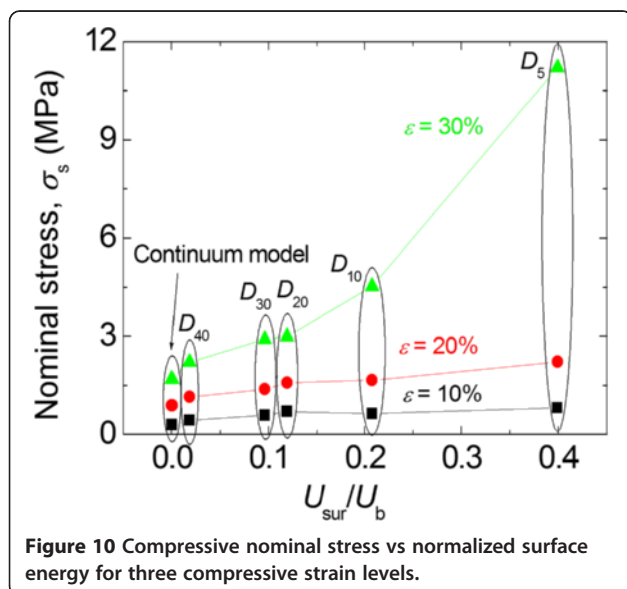 12
9
6
3
0
Nominal stress, σs (MPa)
D5
ε = 30%
Continuum model
D40
D30
D20
D10
ε = 20%
ε = 10%
0.0 0.1 0.2 0.3 0.4
Usur/Ub
Figure 10 Compressive nominal stress vs normalized surface
energy for three compressive strain levels.